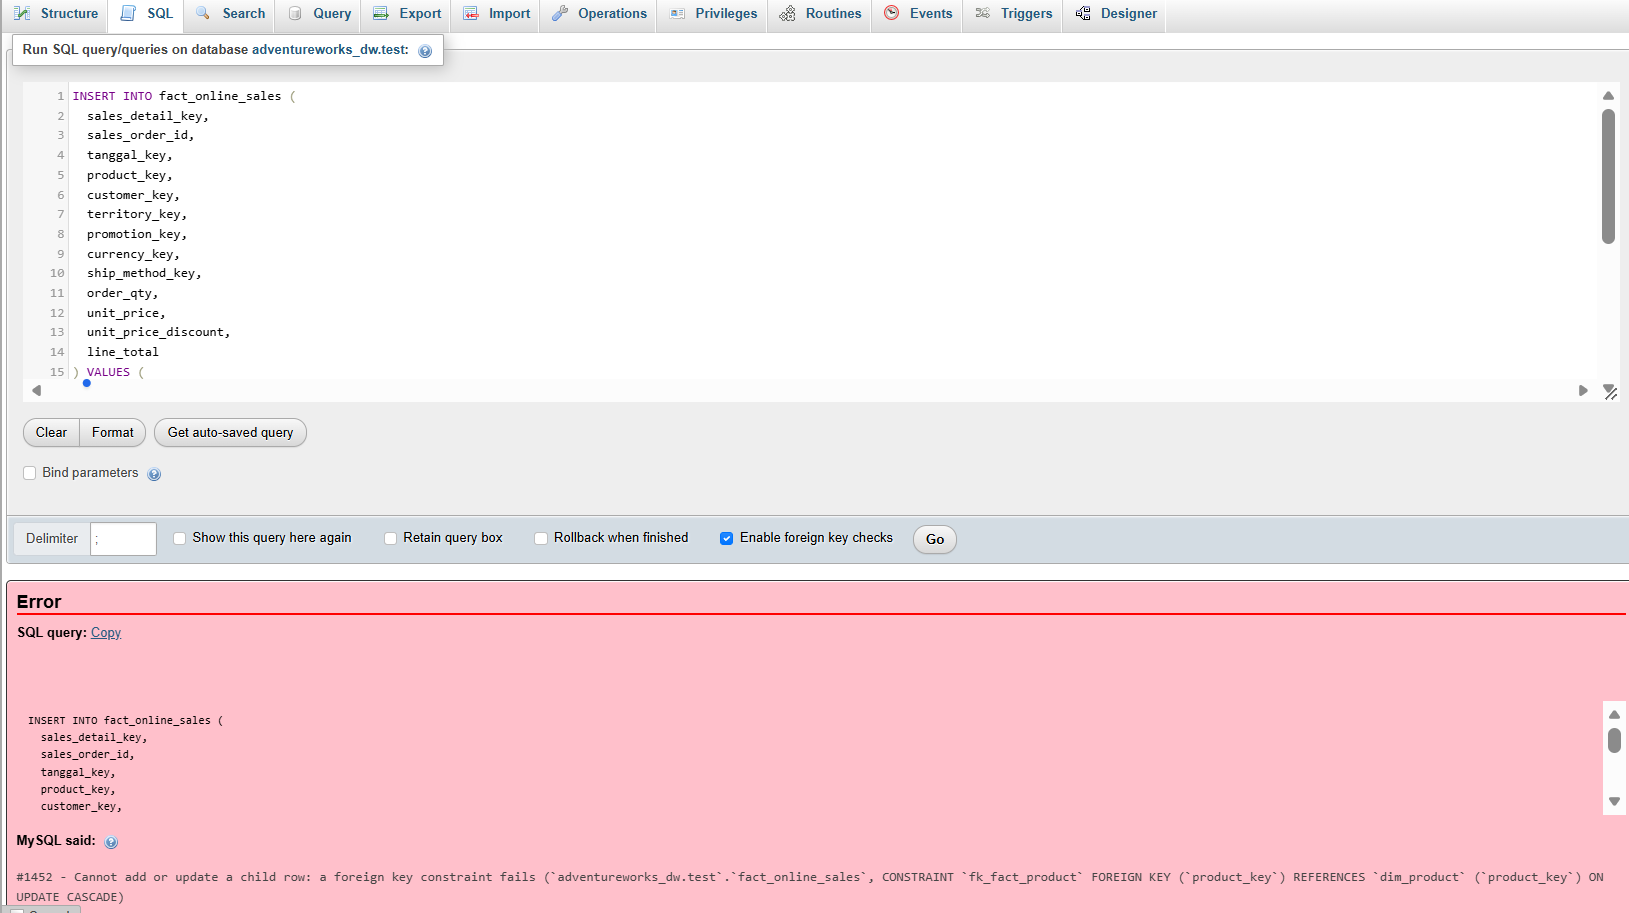 Structure SQL Search Query Export Import Operations Privileges Routines Events Triggers Designer
Run SQL query/queries on database adventureworks_dw.test:
1 INSERT INTO fact_online_sales (
2 sales_detail_key,
3 sales_order_id,
4 tanggal_key,
5 product_key,
6 customer_key,
7 territory_key,
8 promotion_key,
9 currency_key,
10 ship_method_key,
11 order_qty,
12 unit_price,
13 unit_price_discount,
14 line_total
15 ) VALUES (
Clear Format Get auto-saved query
Bind parameters
Delimiter ; Show this query here again Retain query box Rollback when finished Enable foreign key checks Go
Error
SQL query: Copy
INSERT INTO fact_online_sales (
sales_detail_key,
sales_order_id,
tanggal_key,
product_key,
customer_key,
MySQL said:
#1452 - Cannot add or update a child row: a foreign key constraint fails (`adventureworks_dw.test`.`fact_online_sales`, CONSTRAINT `fk_fact_product` FOREIGN KEY (`product_key`) REFERENCES `dim_product` (`product_key`) ON
UPDATE CASCADE)